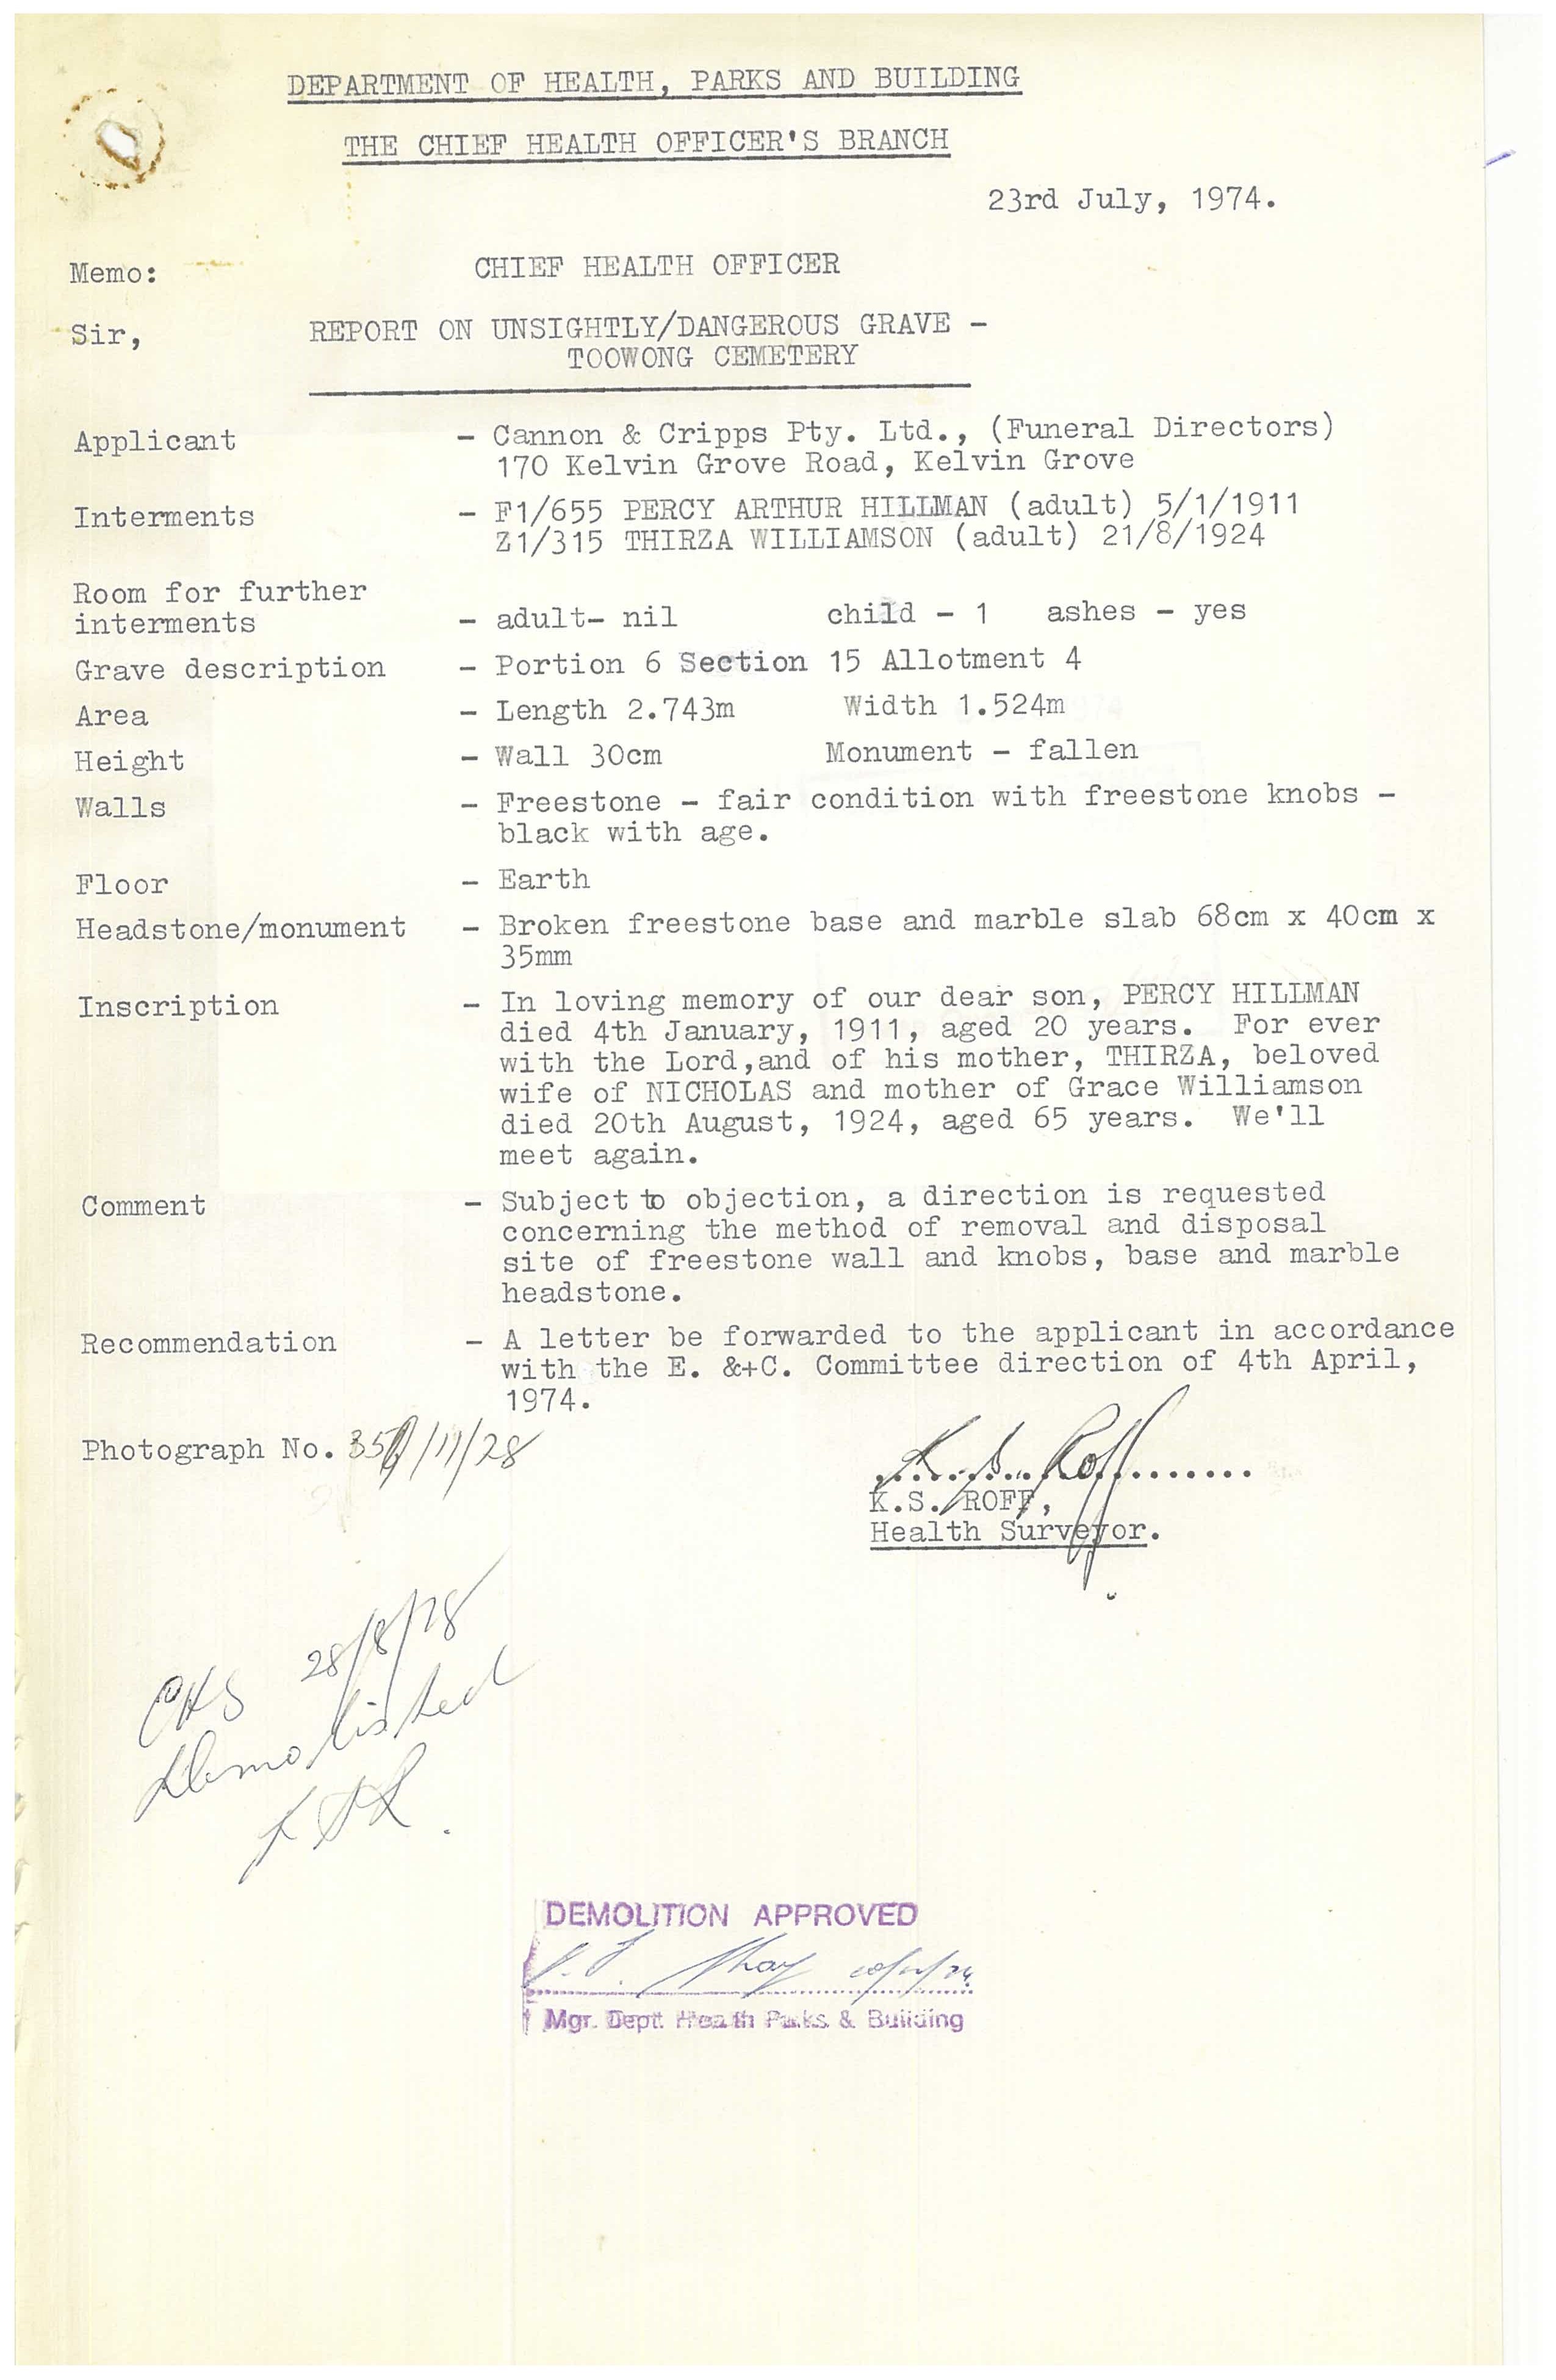 DEPARTMENT OF HEALTH, PARKS AND BUILDING
THE CHIEF HEALTH OFFICER'S BRANCH
23rd July, 1974.
Memo: CHIEF HEALTH OFFICER
Sir, REPORT ON UNSIGHTLY/DANGEROUS GRAVE -
TOOWONG CEMETERY
Applicant - Cannon & Cripps Pty. Ltd., (Funeral Directors)
170 Kelvin Grove Road, Kelvin Grove
Interments - F1/655 PERCY ARTHUR HILLMAN (adult) 5/1/1911
Z1/315 THIRZA WILLIAMSON (adult) 21/8/1924
Room for further
interments - adult- nil child - 1 ashes - yes
Grave description - Portion 6 Section 15 Allotment 4
Area - Length 2.743m Width 1.524m
Height - Wall 30cm Monument - fallen
Walls - Freestone - fair condition with freestone knobs -
black with age.
Floor - Earth
Headstone/monument - Broken freestone base and marble slab 68cm x 40cm x
35mm
Inscription - In loving memory of our dear son, PERCY HILLMAN
died 4th January, 1911, aged 20 years. For ever
with the Lord,and of his mother, THIRZA, beloved
wife of NICHOLAS and mother of Grace Williamson
died 20th August, 1924, aged 65 years. We'll
meet again.
Comment - Subject to objection, a direction is requested
concerning the method of removal and disposal
site of freestone wall and knobs, base and marble
headstone.
Recommendation - A letter be forwarded to the applicant in accordance
with the E. &+C. Committee direction of 4th April,
1974.
Photograph No. /11/28
K. S. Roff
K.S. ROFF,
Health Surveyor.
CHS 28/8/78
Demolished
DEMOLITION APPROVED
Mgr. Dept. Health Parks & Building